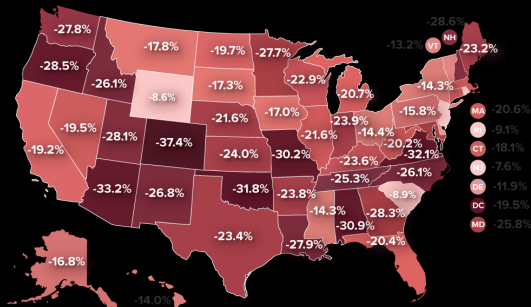 -28.6%
-27.8%
-13.2% VT NH
-17.8% -19.7% -27.7% -23.2%
-28.5%
-26.1% -22.9% -14.3%
-8.6% -17.3% 20.7%
-15.8% MA -20.6%
-17.0%
-19.5% -21.6% -23.9% RI -9.1%
-19.2% -28.1% -37.4% -21.6% -14.4% CT -18.1%
-24.0% -30.2% -23.6% -20.2% -32.1% NJ -7.6%
-26.1% DE -11.9%
-33.2% -26.8% -31.8% -23.8% -25.3% -8.9% DC -19.5%
-14.3% -28.3% MD -25.8%
-23.4% -30.9%
-27.9% -20.4%
-16.8%
-14.0%